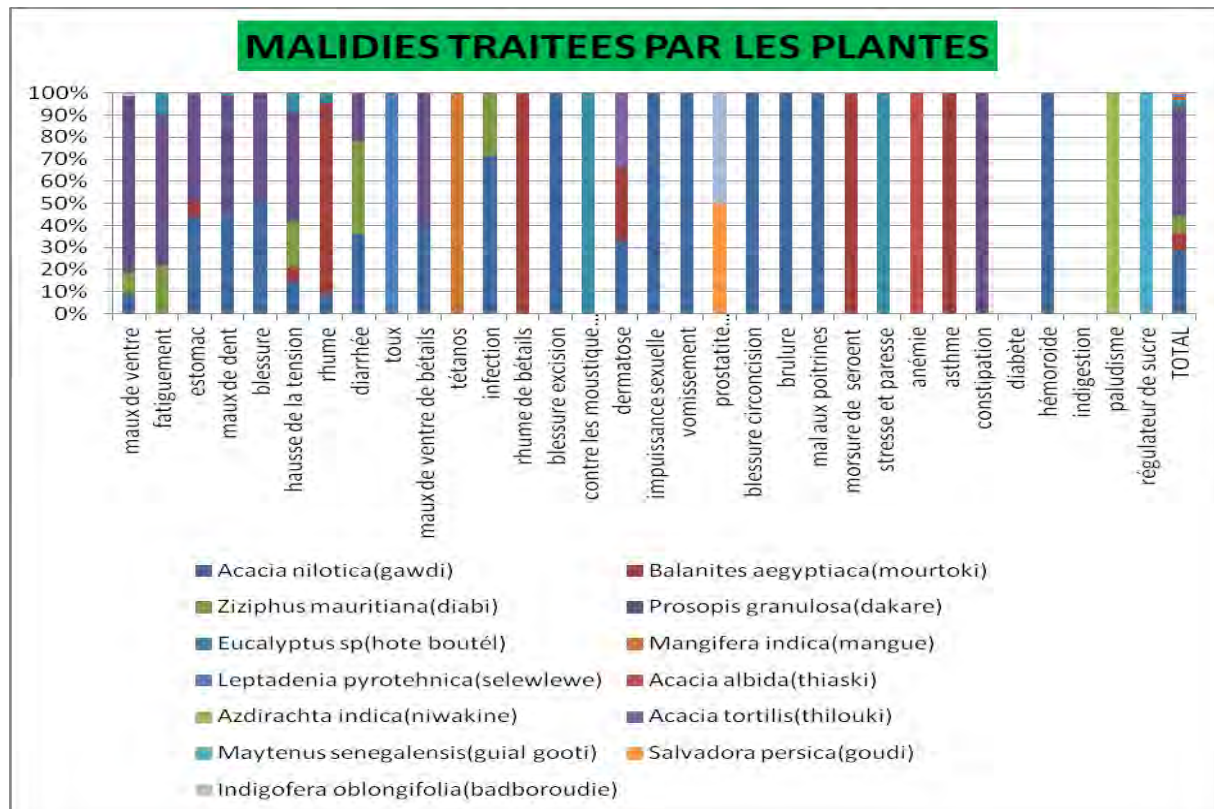 MALIDIES TRAITEES PAR LES PLANTES
100%
90%
80%
70%
60%
50%
40%
30%
20%
10%
0%
maux de ventre
fatiguement
estomac
maux de dent
blessure
hausse de la tension
rhume
diarrhée
toux
maux de ventre de bétails
tétanos
infection
rhume de bétails
blessure excision
contre les moustique...
dermatose
impuissance sexuelle
vomissement
prostatite...
blessure circoncision
brulure
mal aux poitrines
morsure de seroent
stresse et paresse
anémie
asthme
constipation
diabète
hémoroide
indigestion
paludisme
régulateur de sucre
TOTAL
Acacia nilotica(gawdi)
Balanites aegyptiaca(mourtoki)
Ziziphus mauritiana(diabi)
Prosopis granulosa(dakare)
Eucalyptus sp(hote boutél)
Mangifera indica(mangue)
Leptadenia pyrotehnica(selewlewe)
Acacia albida(thiaski)
Azdirachta indica(niwakine)
Acacia tortilis(thilouki)
Maytenus senegalensis(guial gooti)
Salvadora persica(goudi)
Indigofera oblongifolia(badboroudie)